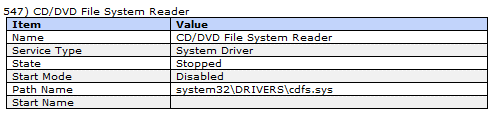 547) CD/DVD File System Reader
Item Value
Name CD/DVD File System Reader
Service Type System Driver
State Stopped
Start Mode Disabled
Path Name system32\DRIVERS\cdfs.sys
Start Name